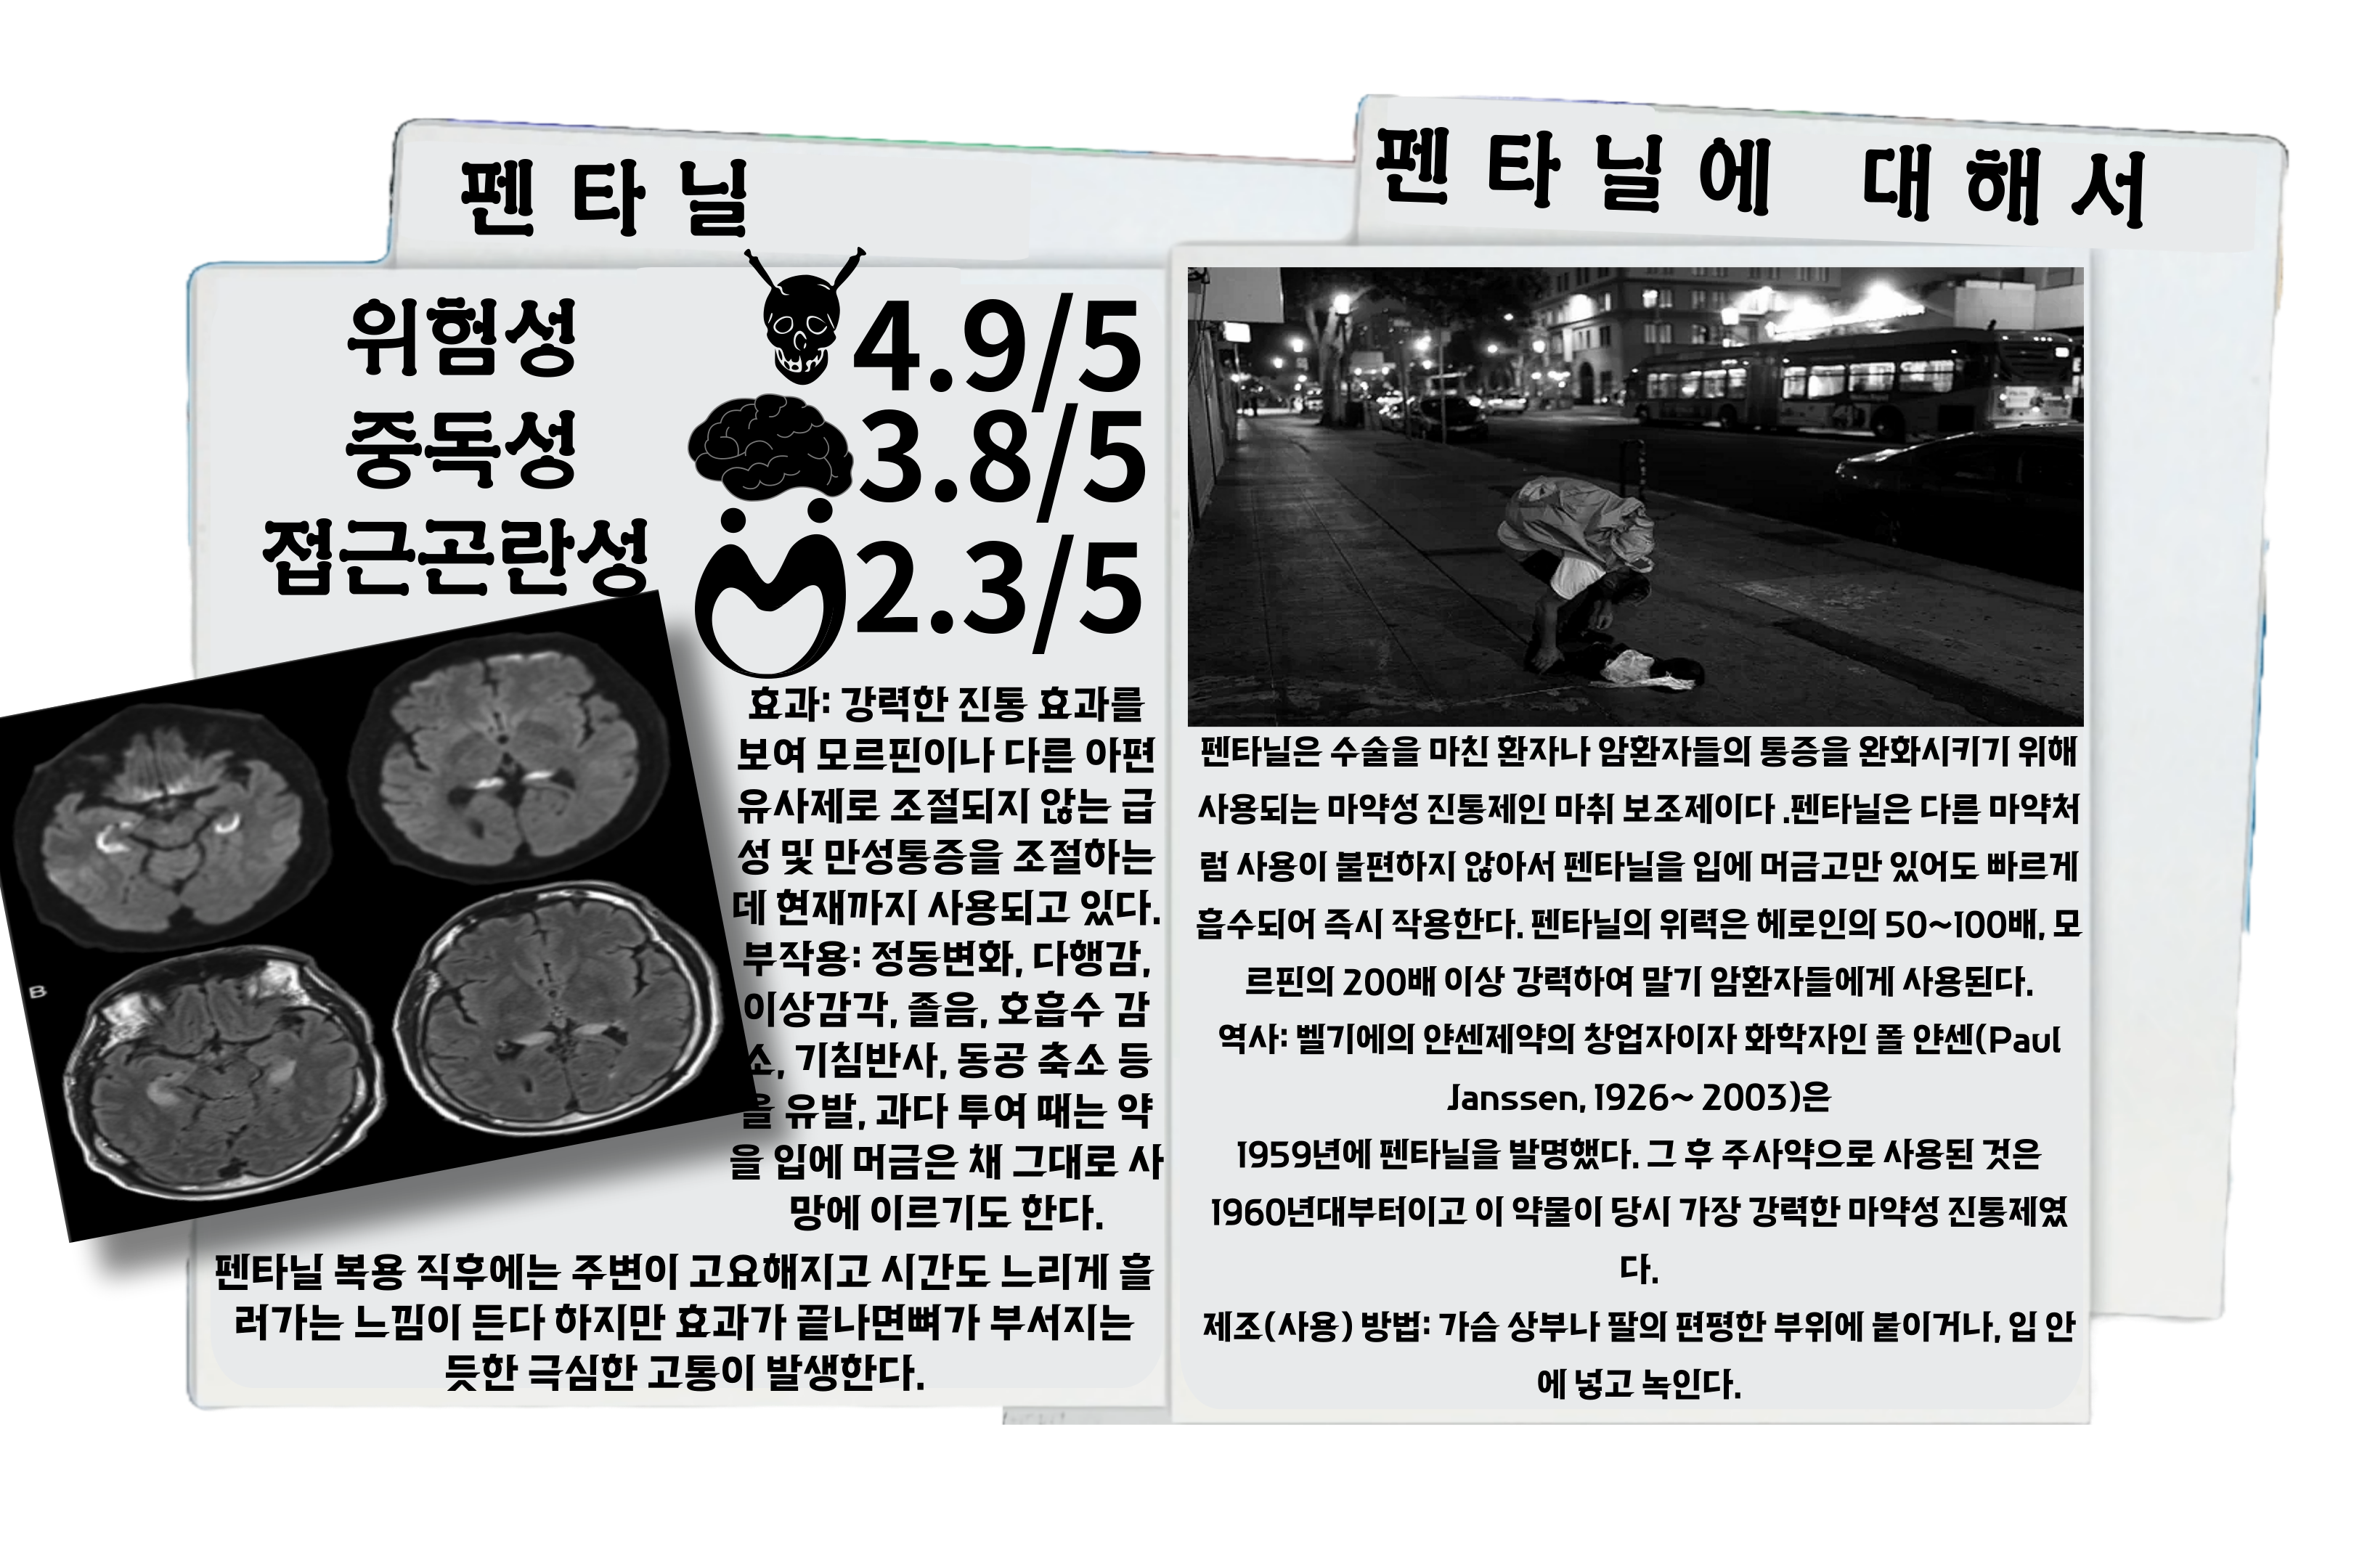 펜타닐
위험성 4.9/5
중독성 3.8/5
접근곤란성 2.3/5
효과: 강력한 진통 효과를
보여 모르핀이나 다른 아편
유사제로 조절되지 않는 급
성 및 만성통증을 조절하는
데 현재까지 사용되고 있다.
부작용: 정동변화, 다행감,
이상감각, 졸음, 호흡수 감
소, 기침반사, 동공 축소 등
을 유발, 과다 투여 때는 약
을 입에 머금은 채 그대로 사
망에 이르기도 한다.
B
펜타닐 복용 직후에는 주변이 고요해지고 시간도 느리게 흘
러가는 느낌이 든다 하지만 효과가 끝나면뼈가 부서지는
듯한 극심한 고통이 발생한다.
펜타닐에 대해서
펜타닐은 수술을 마친 환자나 암환자들의 통증을 완화시키기 위해
사용되는 마약성 진통제인 마취 보조제이다 .펜타닐은 다른 마약처
럼 사용이 불편하지 않아서 펜타닐을 입에 머금고만 있어도 빠르게
흡수되어 즉시 작용한다. 펜타닐의 위력은 헤로인의 50~100배, 모
르핀의 200배 이상 강력하여 말기 암환자들에게 사용된다.
역사: 벨기에의 얀센제약의 창업자이자 화학자인 폴 얀센(Paul
Janssen, 1926~ 2003)은
1959년에 펜타닐을 발명했다. 그 후 주사약으로 사용된 것은
1960년대부터이고 이 약물이 당시 가장 강력한 마약성 진통제였
다.
제조(사용) 방법: 가슴 상부나 팔의 편평한 부위에 붙이거나, 입 안
에 넣고 녹인다.